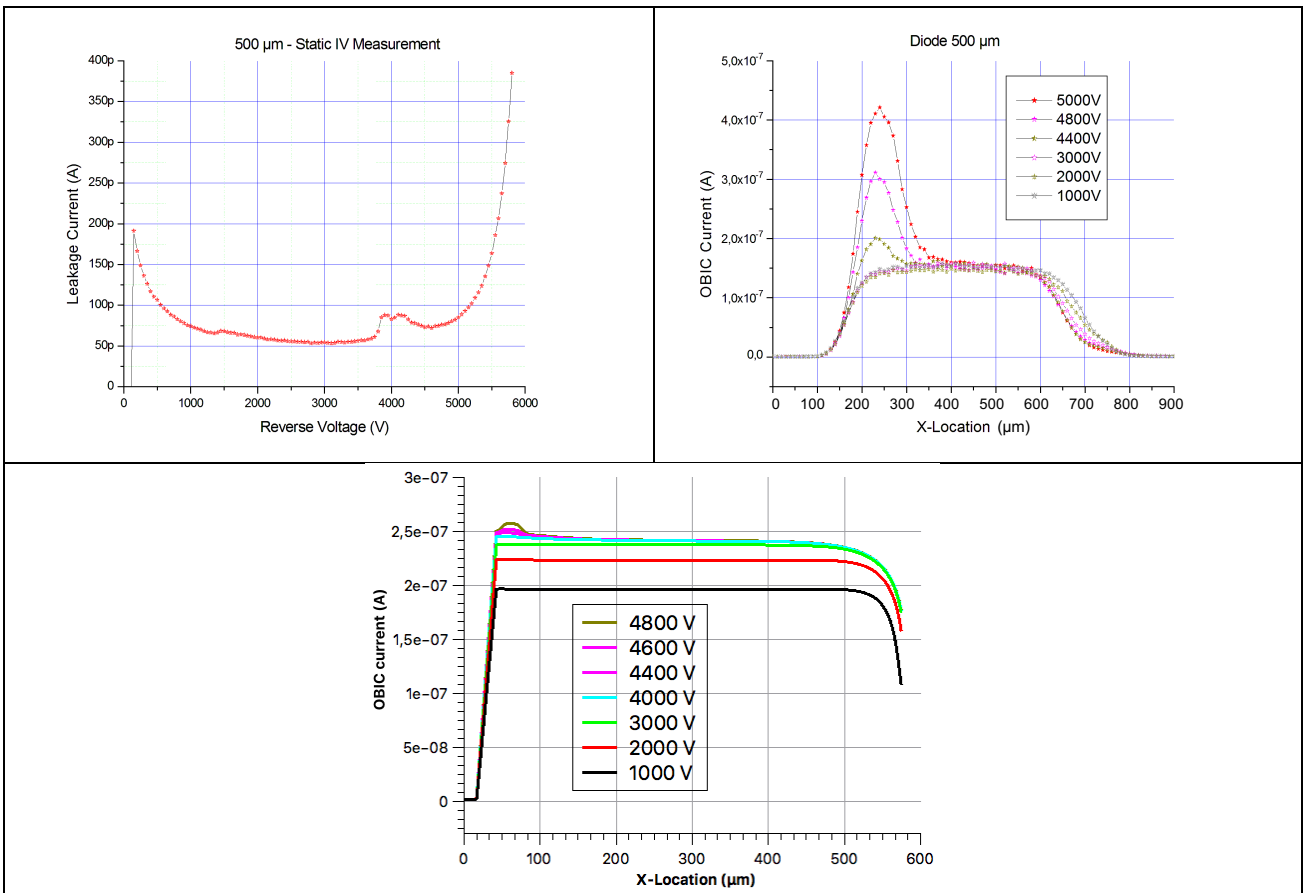 500 µm - Static IV Measurement
400p
350p
300p
250p
200p
150p
100p
50p
0
Leakage Current (A)
0 1000 2000 3000 4000 5000 6000
Reverse Voltage (V)
Diode 500 µm
5,0x10⁻⁷
4,0x10⁻⁷
3,0x10⁻⁷
2,0x10⁻⁷
1,0x10⁻⁷
0,0
OBIC Current (A)
5000V
4800V
4400V
3000V
2000V
1000V
0 100 200 300 400 500 600 700 800 900
X-Location (µm)
3e-07
2,5e-07
2e-07
1,5e-07
1e-07
5e-08
0
OBIC current (A)
4800 V
4600 V
4400 V
4000 V
3000 V
2000 V
1000 V
0 100 200 300 400 500 600
X-Location (µm)